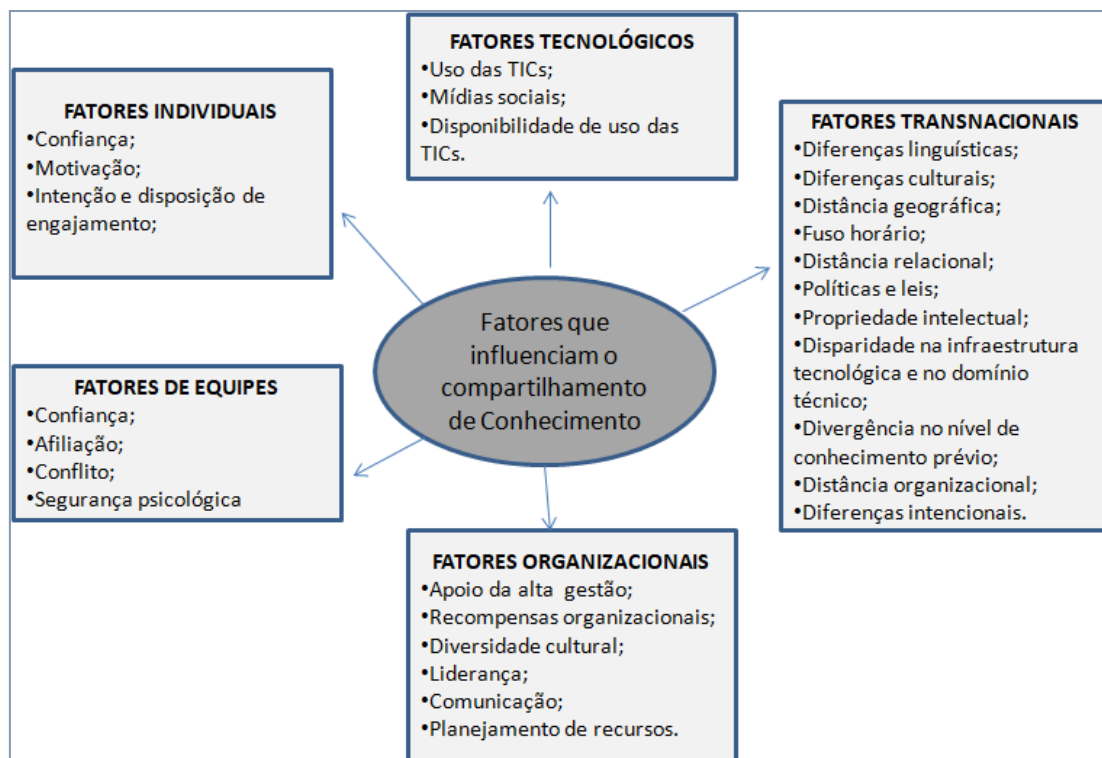 FATORES TECNOLÓGICOS
•Uso das TICs;
•Mídias sociais;
•Disponibilidade de uso das
TICs.
FATORES INDIVIDUAIS
•Confiança;
•Motivação;
•Intenção e disposição de
engajamento;
FATORES TRANSNACIONAIS
•Diferenças linguísticas;
•Diferenças culturais;
•Distância geográfica;
•Fuso horário;
•Distância relacional;
•Políticas e leis;
•Propriedade intelectual;
•Disparidade na infraestrutura
tecnológica e no domínio
técnico;
•Divergência no nível de
conhecimento prévio;
•Distância organizacional;
•Diferenças intencionais.
Fatores que
influenciam o
compartilhamento
de Conhecimento
FATORES DE EQUIPES
•Confiança;
•Afiliação;
•Conflito;
•Segurança psicológica
FATORES ORGANIZACIONAIS
•Apoio da alta gestão;
•Recompensas organizacionais;
•Diversidade cultural;
•Liderança;
•Comunicação;
•Planejamento de recursos.